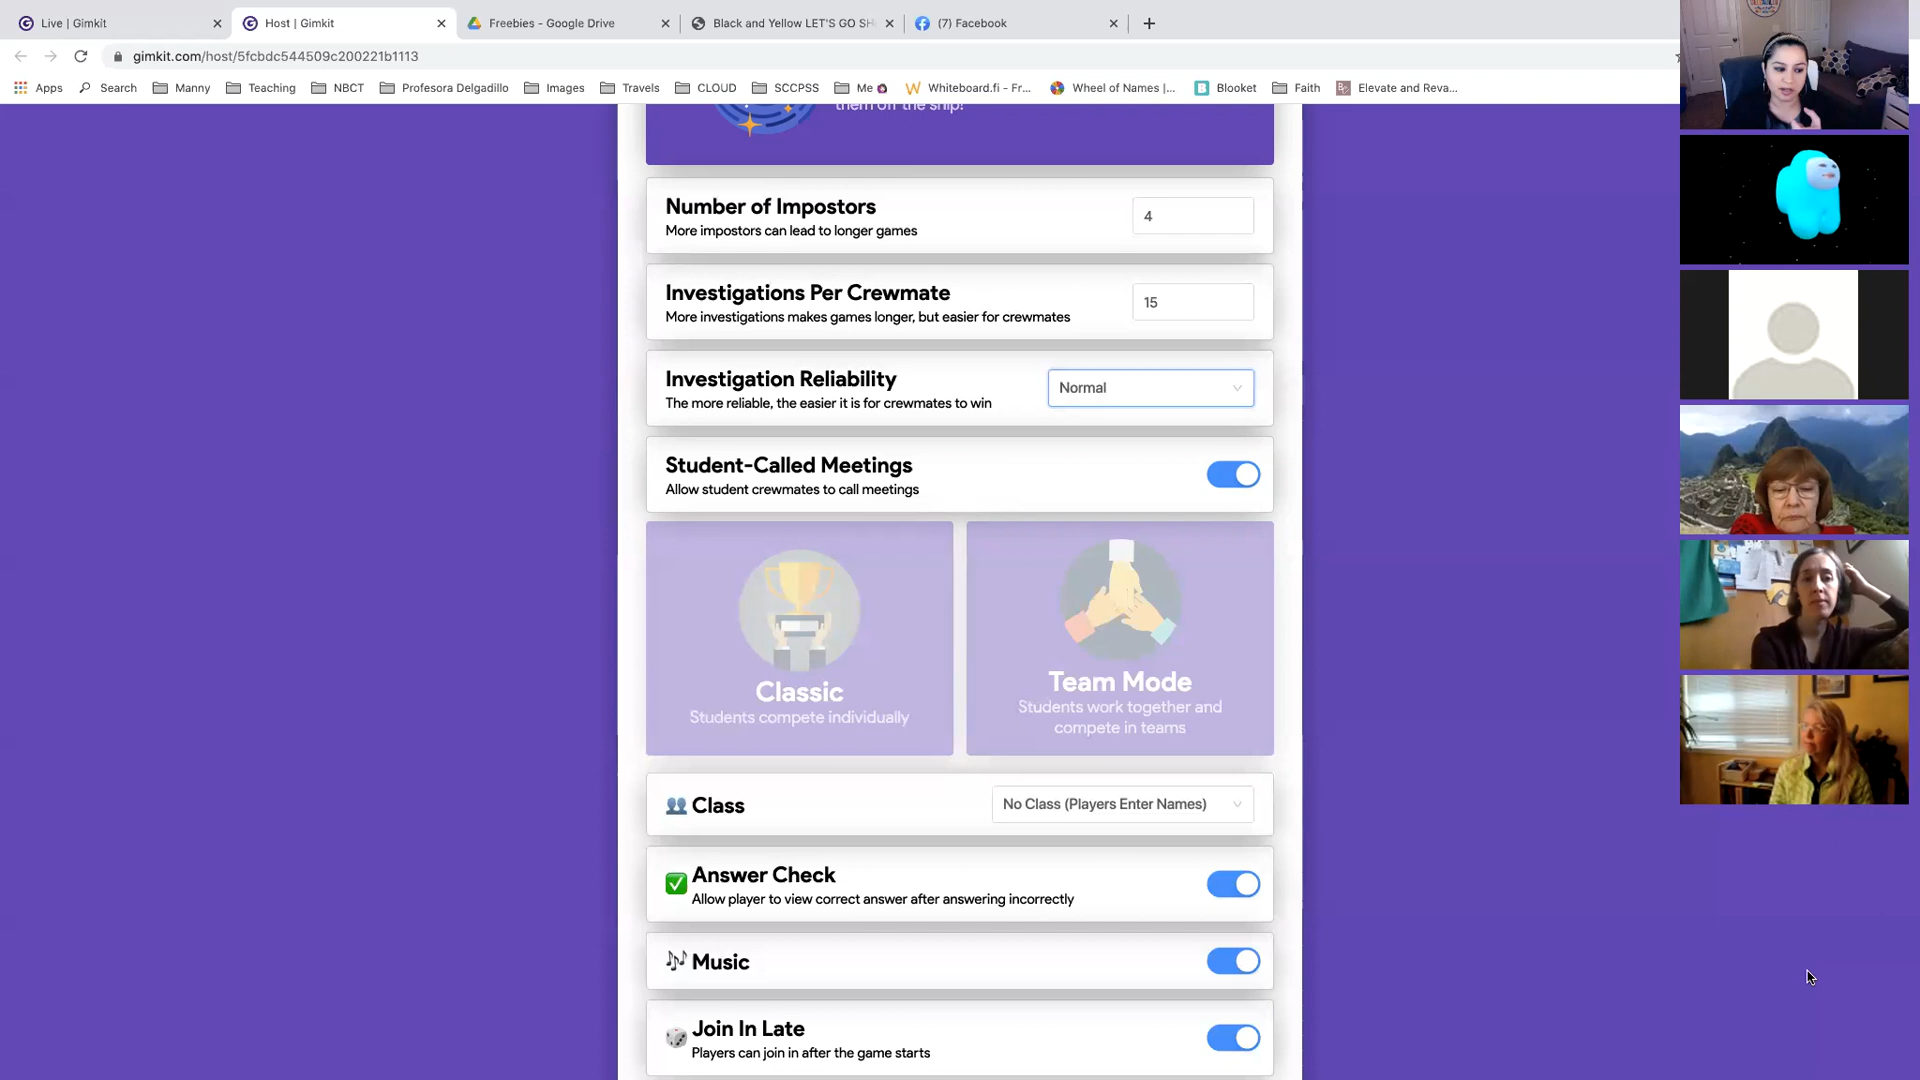 Live | Gimkit
Host | Gimkit
Freebies - Google Drive
Black and Yellow LET'S GO SH
(7) Facebook
gimkit.com/host/5fcbdc544509c200221b1113
Apps
Search
Manny
Teaching
NBCT
Profesora Delgadillo
Images
Travels
CLOUD
SCCPSS
Me
Whiteboard.fi - Fr...
Wheel of Names |...
Blooket
Faith
Elevate and Reva...
them off the ship!
Number of Impostors
More impostors can lead to longer games
4
Investigations Per Crewmate
More investigations makes games longer, but easier for crewmates
15
Investigation Reliability
The more reliable, the easier it is for crewmates to win
Normal
Student-Called Meetings
Allow student crewmates to call meetings
Classic
Students compete individually
Team Mode
Students work together and
compete in teams
Class
No Class (Players Enter Names)
Answer Check
Allow player to view correct answer after answering incorrectly
Music
Join In Late
Players can join in after the game starts